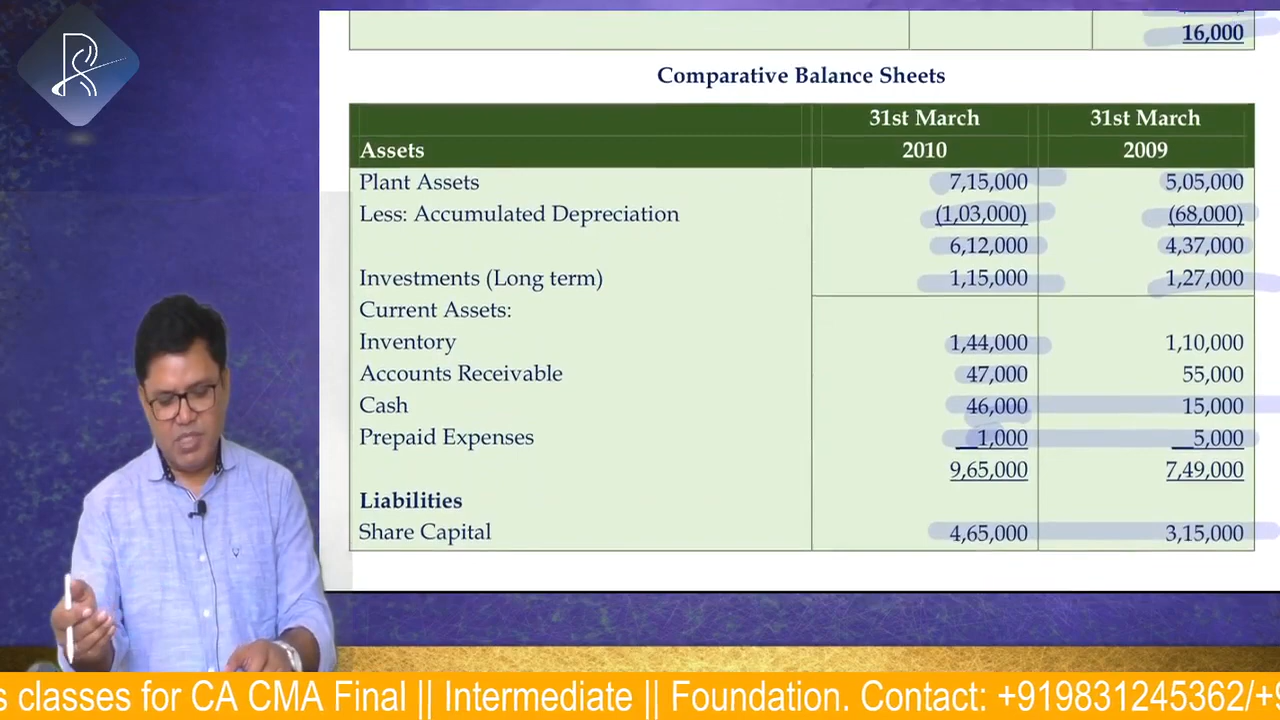 16,000
Comparative Balance Sheets
31st March 31st March
Assets 2010 2009
Plant Assets 7,15,000 5,05,000
Less: Accumulated Depreciation (1,03,000) (68,000)
6,12,000 4,37,000
Investments (Long term) 1,15,000 1,27,000
Current Assets:
Inventory 1,44,000 1,10,000
Accounts Receivable 47,000 55,000
Cash 46,000 15,000
Prepaid Expenses 1,000 5,000
9,65,000 7,49,000
Liabilities
Share Capital 4,65,000 3,15,000
classes for CA CMA Final || Intermediate || Foundation. Contact: +919831245362/+9